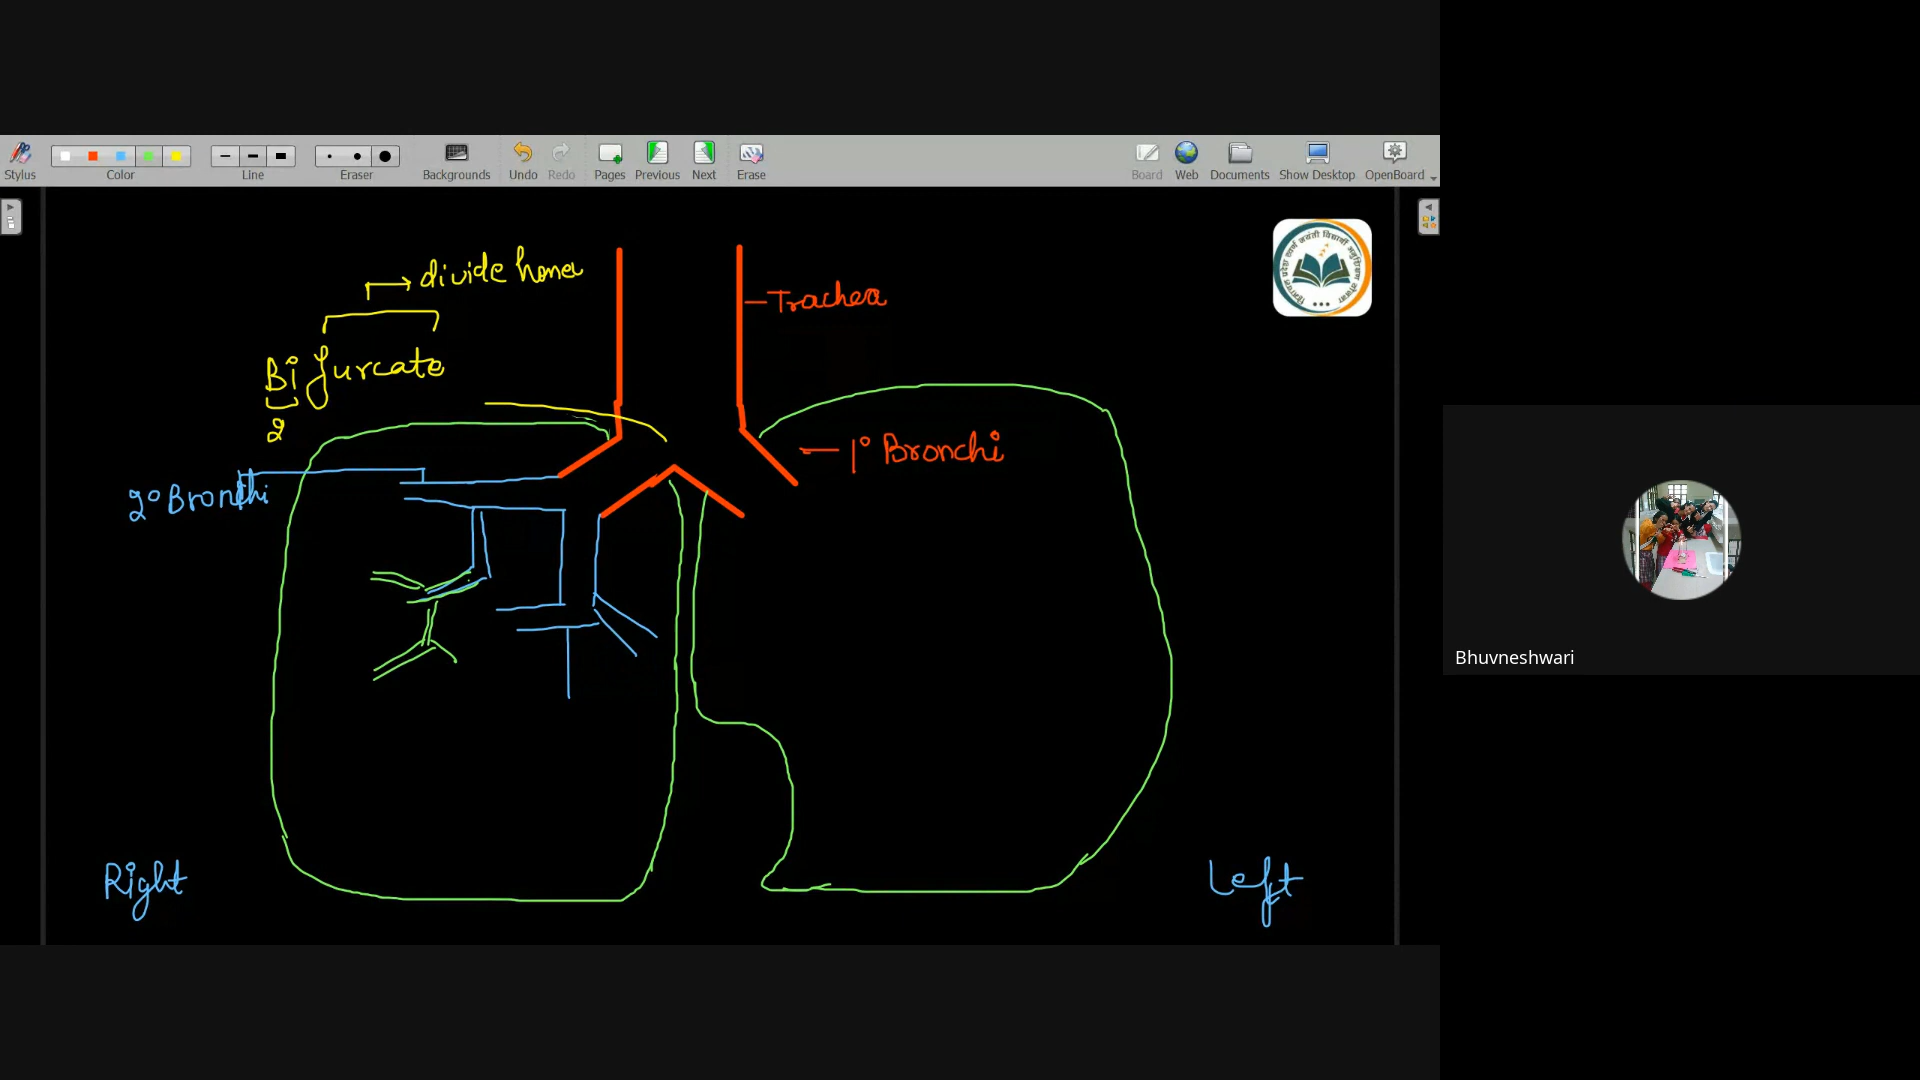 Stylus
Color
Line
Eraser
Backgrounds
Undo
Redo
Pages
Previous
Next
Erase
Board
Web
Documents
Show Desktop
OpenBoard
divide hona
Trachea
Bifurcate
2
1° Bronchi
2° Bronchi
Right
Left
Bhuvneshwari